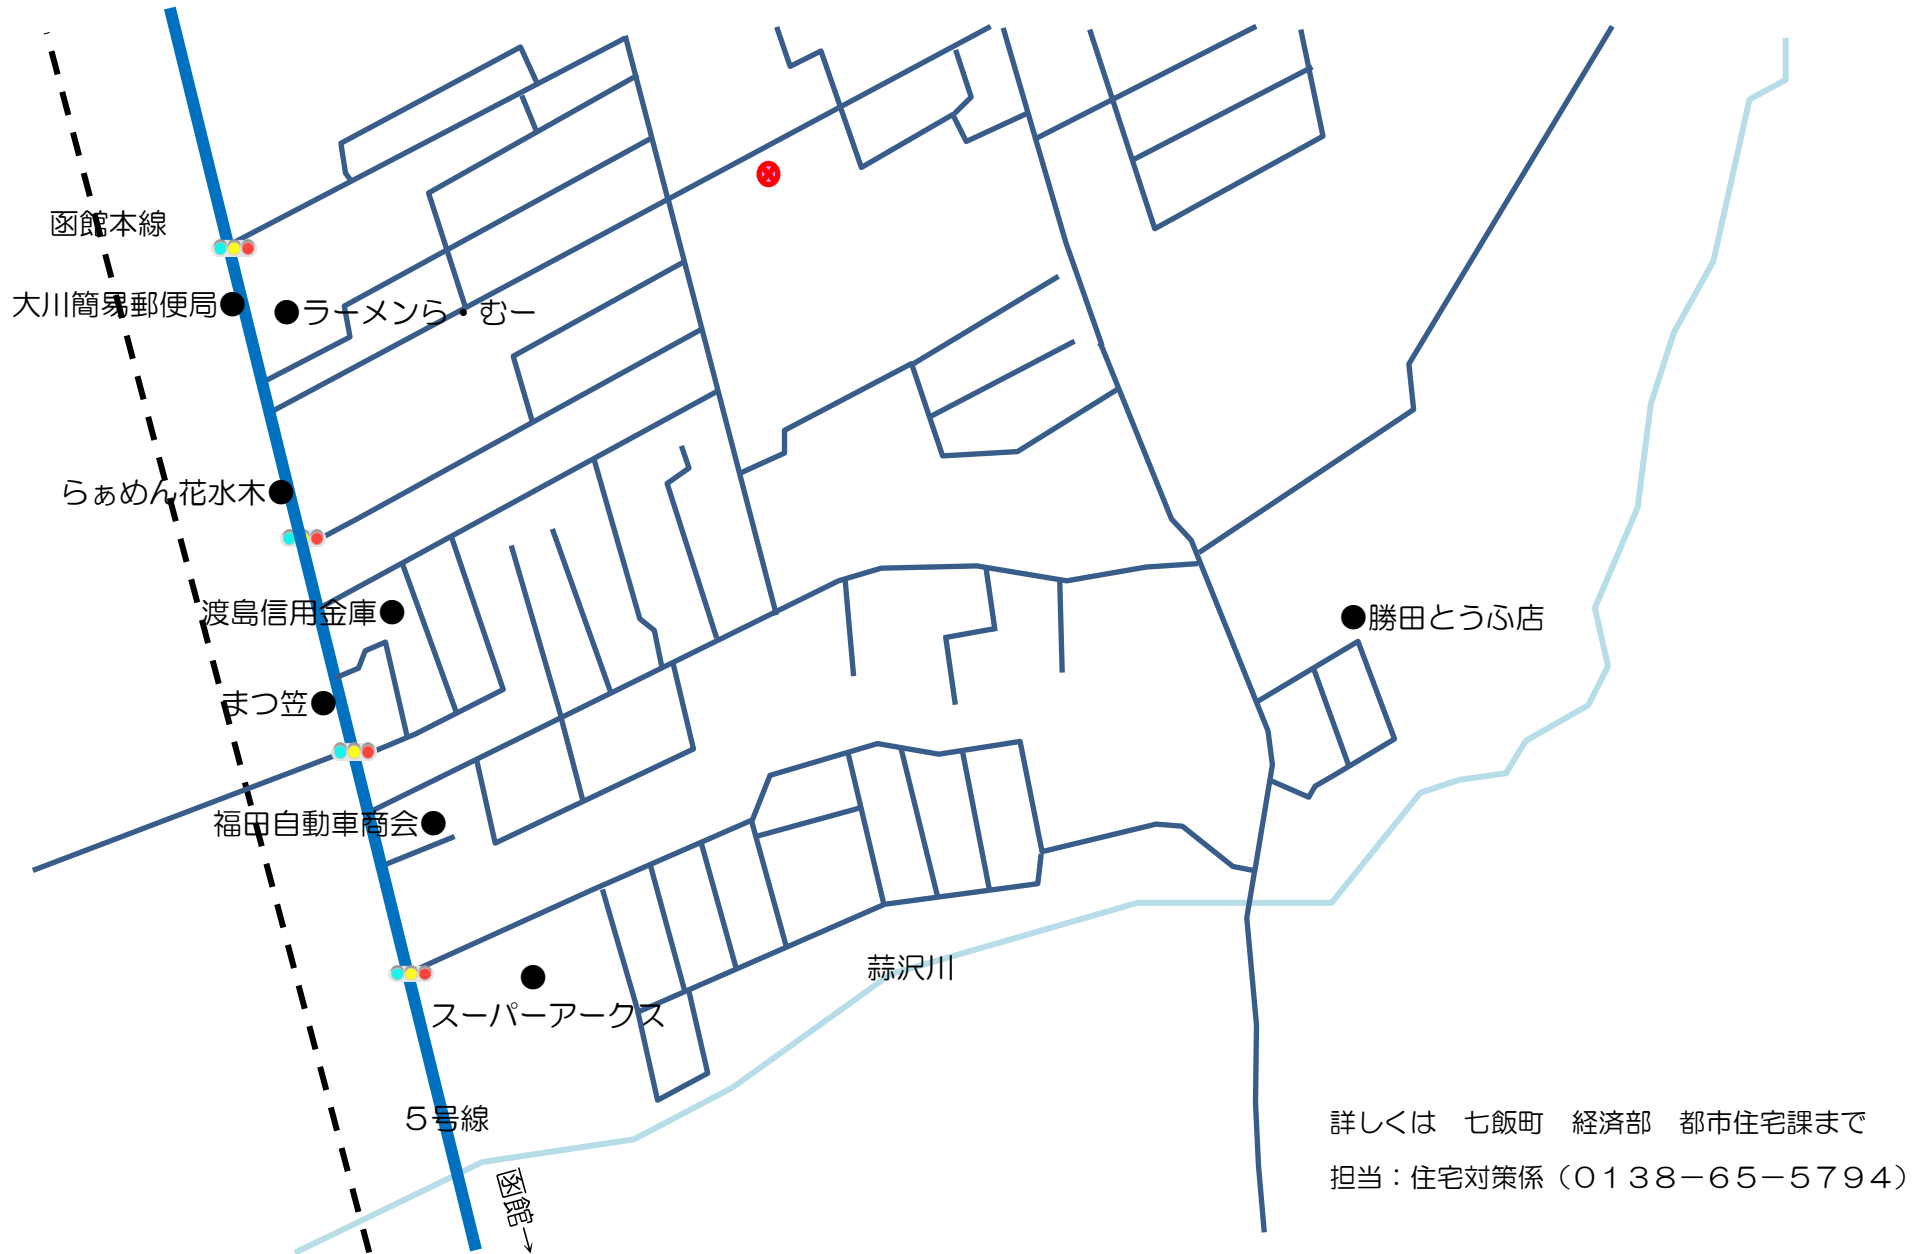 函館本線
大川簡易郵便局
ラーメンら・むー
らぁめん花水木
渡島信用金庫
勝田とうふ店
まつ笠
福田自動車商会
蒜沢川
スーパーアークス
５号線
函館→
詳しくは　七飯町　経済部　都市住宅課まで
担当：住宅対策係（０１３８－６５－５７９４）